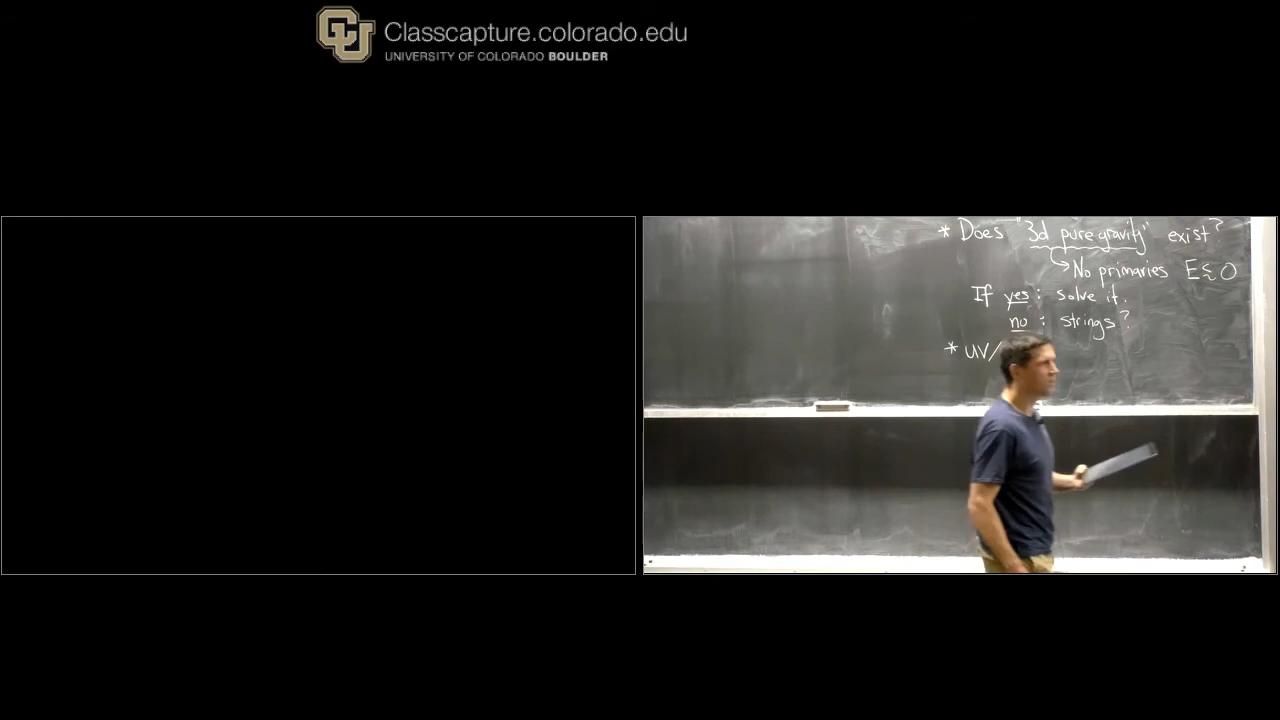 Classcapture.colorado.edu
UNIVERSITY OF COLORADO BOULDER
* Does "3d pure gravity" exist?
↳ No primaries E ≲ 0
If yes : solve it.
no : strings?
* UV/